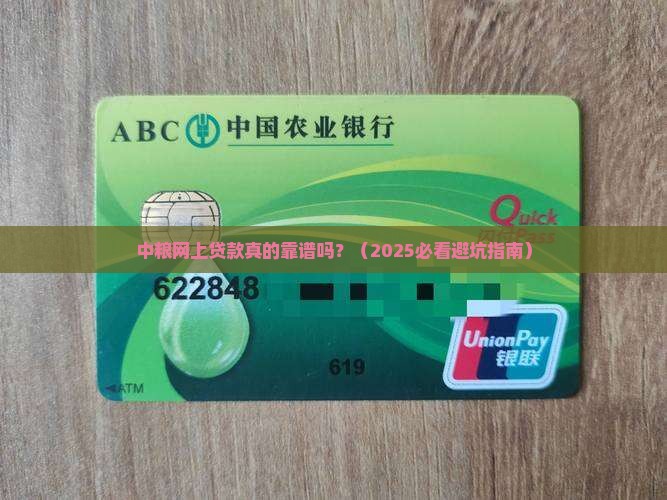 ABC 中国农业银行
Quick
Pass
中粮网上贷款真的靠谱吗？（2025必看避坑指南）
622848
UnionPay
银联
619
◀ATM